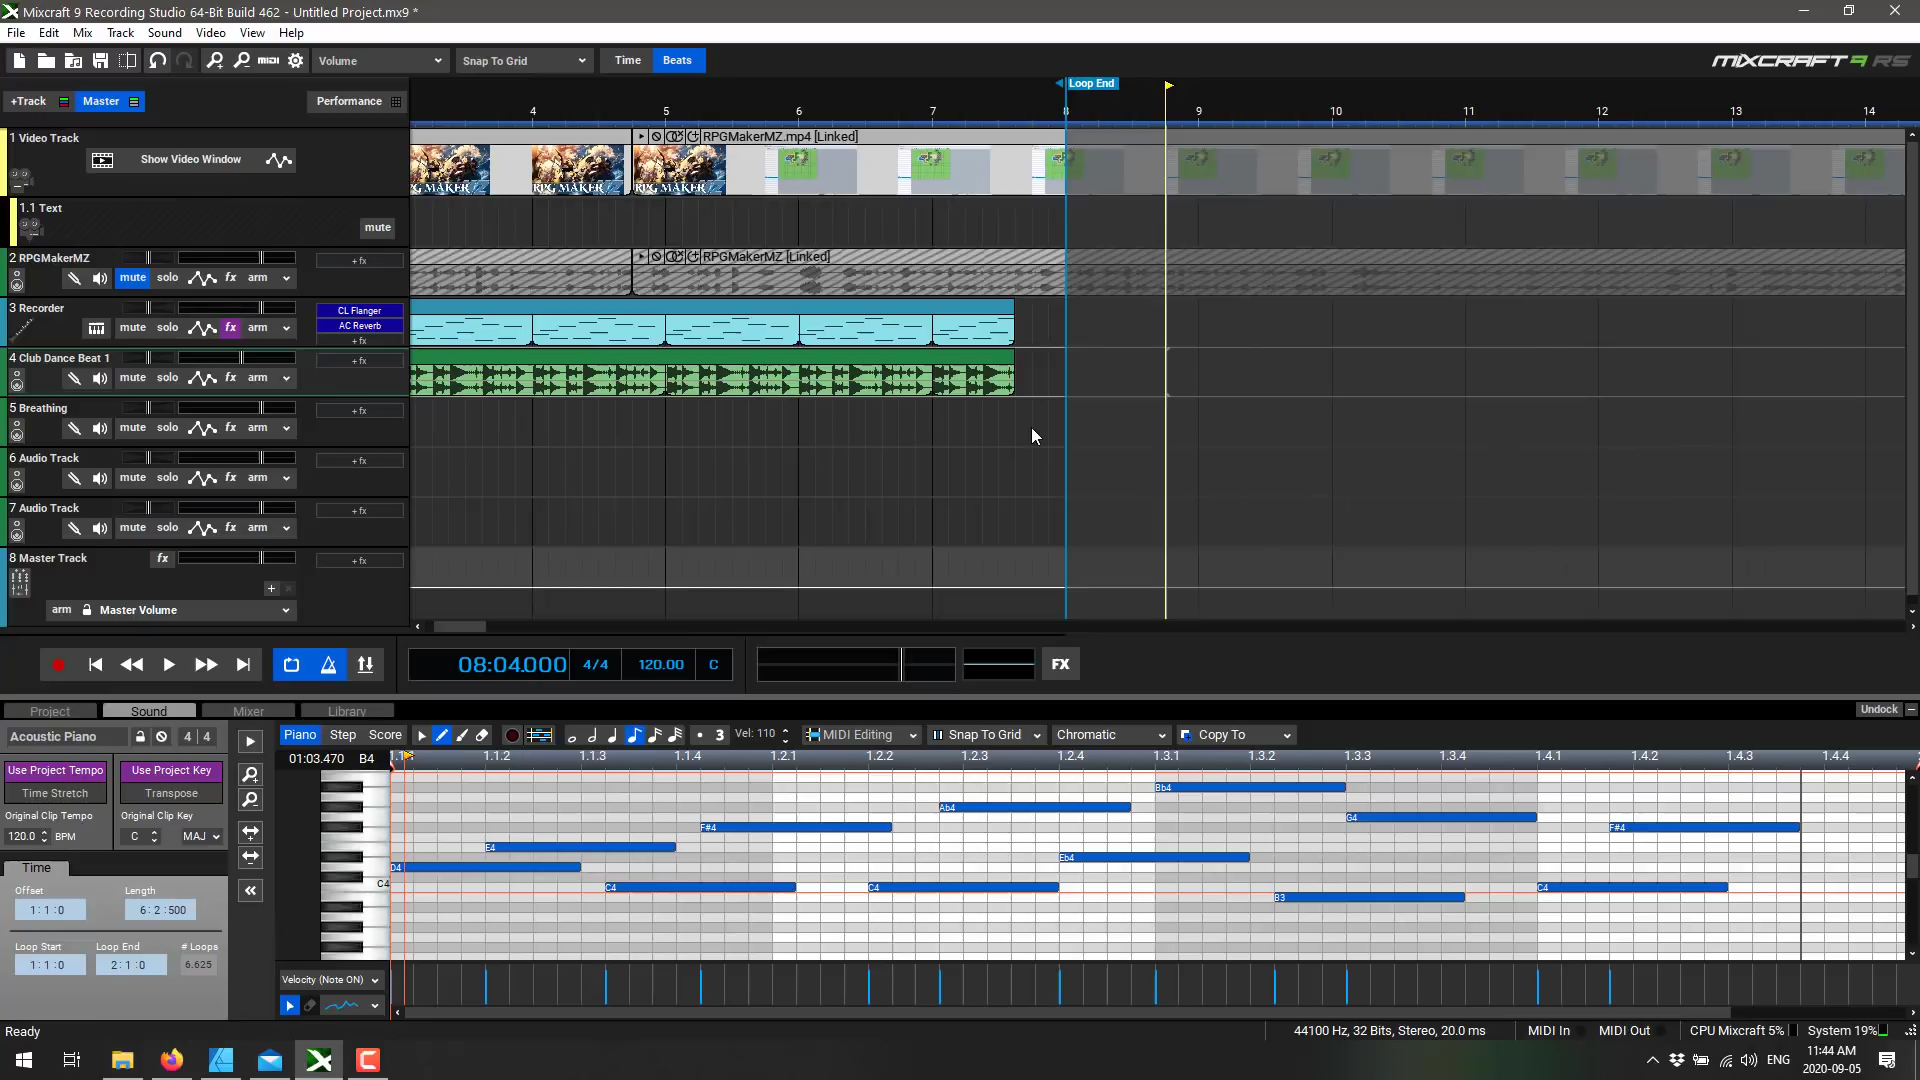 Mixcraft 9 Recording Studio 64-Bit Build 462 - Untitled Project.mx9 *
File Edit Mix Track Sound Video View Help
MIDI Volume Snap To Grid Time Beats MIXCRAFT 9 RS
Loop End
+Track Master Performance
4 5 6 7 8 9 10 11 12 13 14
1 Video Track
RPGMakerMZ.mp4 [Linked]
Show Video Window
RPG MAKER RPG MAKER
1.1 Text
mute
2 RPGMakerMZ
RPGMakerMZ [Linked]
+fx
mute solo fx arm
3 Recorder
CL Flanger
AC Reverb
mute solo fx arm
+fx
4 Club Dance Beat 1
+fx
mute solo fx arm
5 Breathing
+fx
mute solo fx arm
6 Audio Track
+fx
mute solo fx arm
7 Audio Track
+fx
mute solo fx arm
8 Master Track fx
+fx
arm Master Volume
08:04.000 4/4 120.00 C FX
Project Sound Mixer Library Undock
Acoustic Piano 4 4
Piano Step Score 3 Vel: 110 MIDI Editing Snap To Grid Chromatic Copy To
01:03.470 B4
1.1.2 1.1.3 1.1.4 1.2.1 1.2.2 1.2.3 1.2.4 1.3.1 1.3.2 1.3.3 1.3.4 1.4.1 1.4.2 1.4.3 1.4.4
Use Project Tempo Use Project Key
Time Stretch Transpose
Original Clip Tempo Original Clip Key
120.0 BPM C MAJ
Bb4
Ab4
G4
F#4 F#4
E4
Eb4
D4
C4 C4 C4 C4
B3
Time
Offset Length
1:1:0 6:2:500
Loop Start Loop End # Loops
1:1:0 2:1:0 6.625
Velocity (Note ON)
Ready
44100 Hz, 32 Bits, Stereo, 20.0 ms MIDI In MIDI Out CPU Mixcraft 5% System 19%
ENG
11:44 AM
2020-09-05